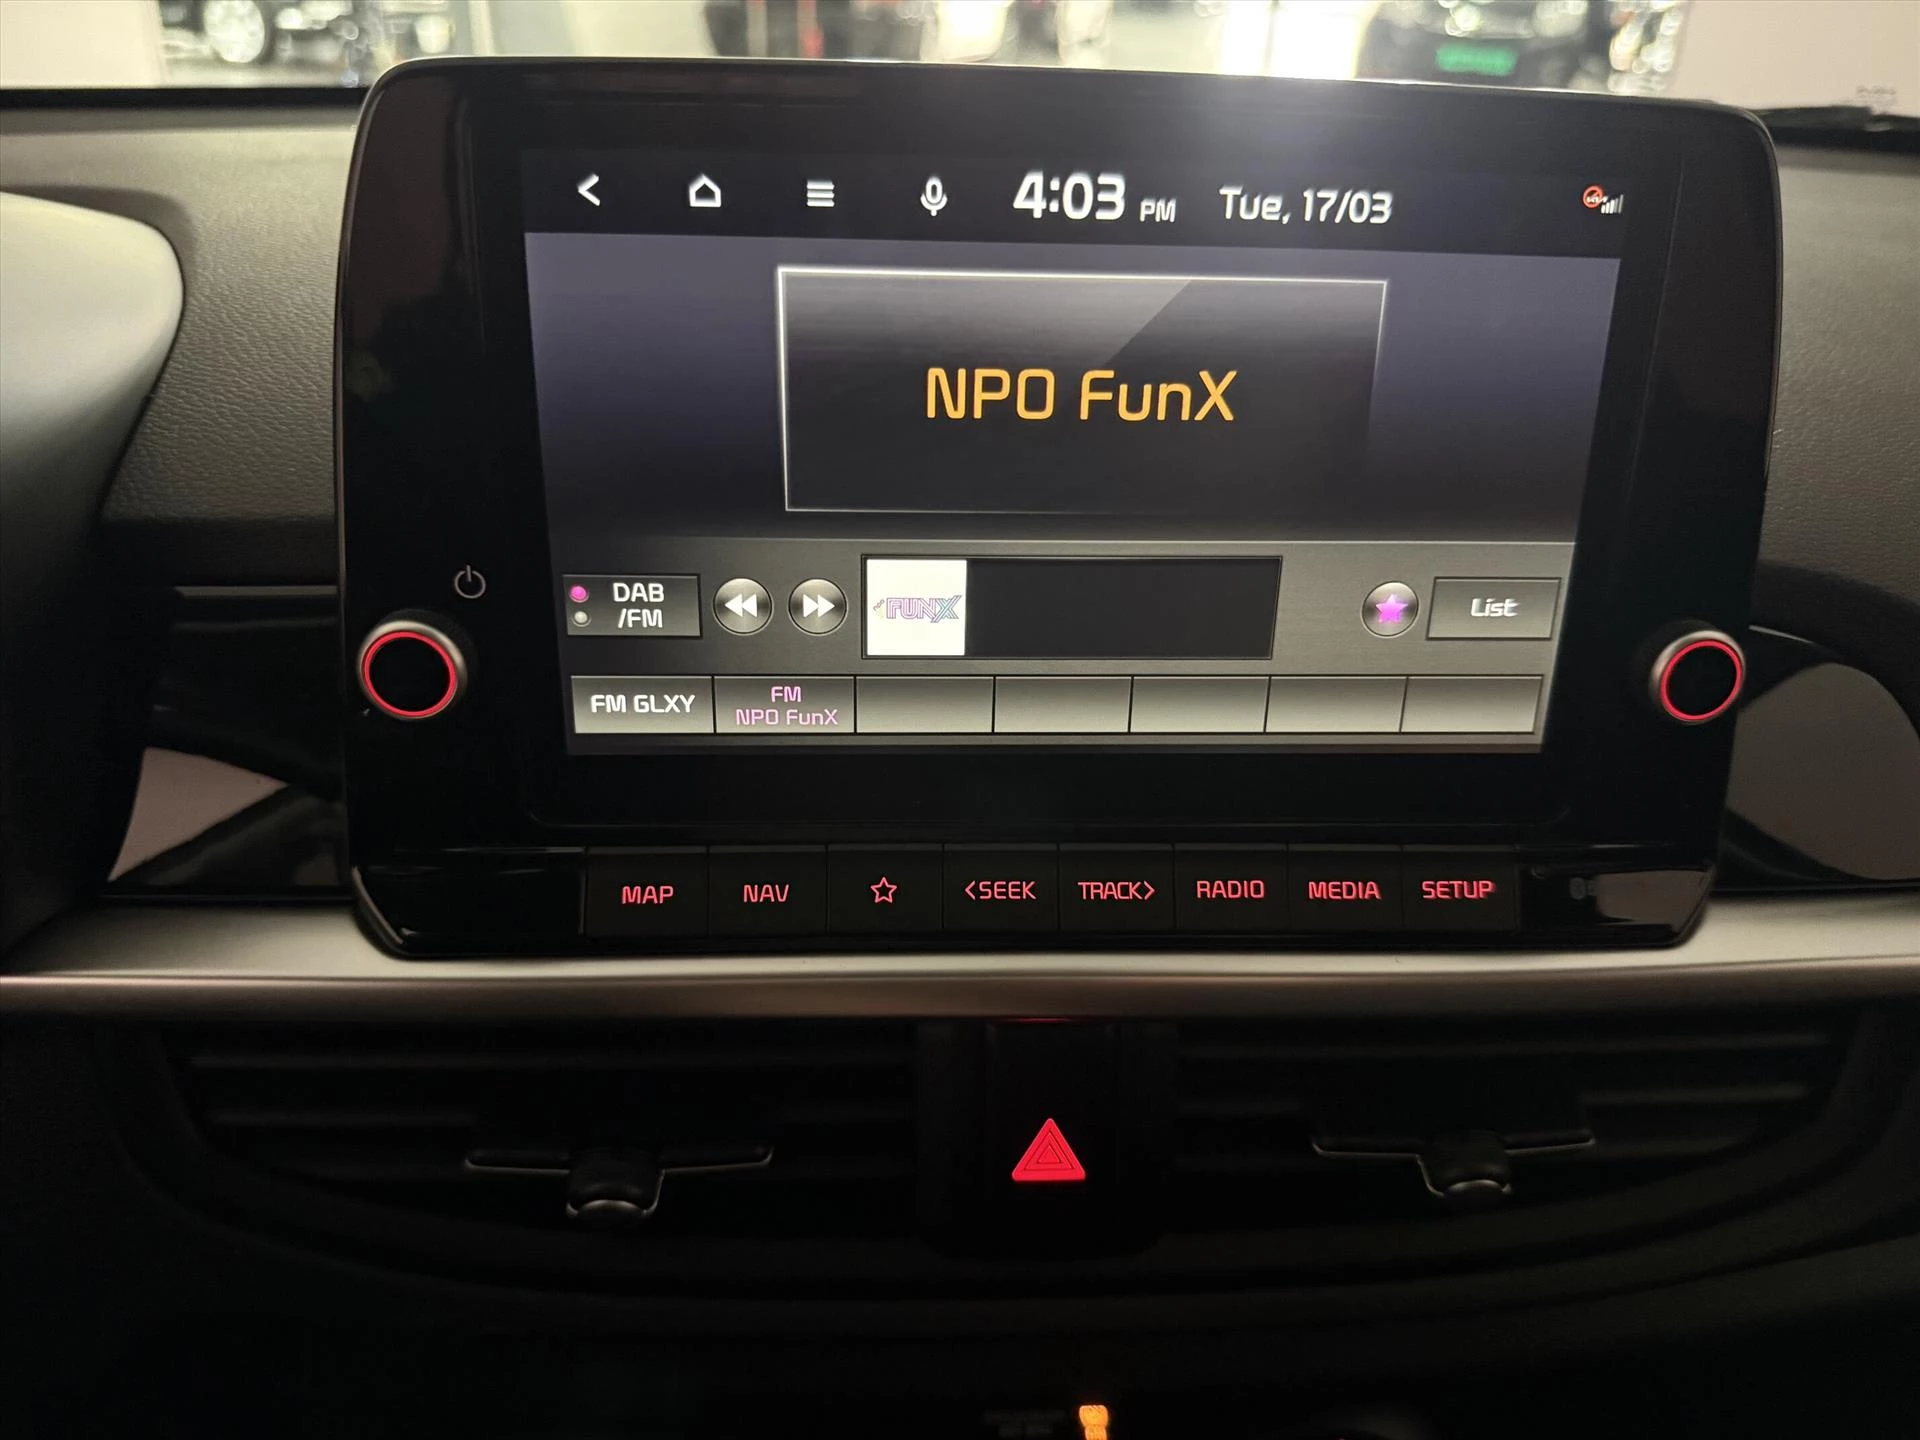 4:03 PM Tue, 17/03
NPO FunX
DAB
/FM
FUNX
List
FM GLXY
FM
NPO FunX
MAP NAV <SEEK TRACK> RADIO MEDIA SETUP